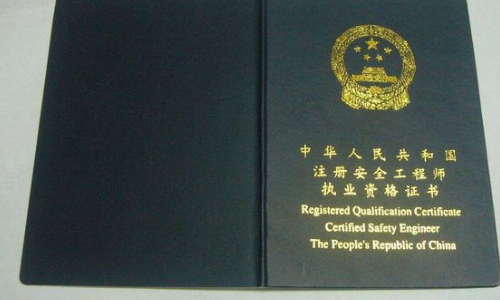 中华人民共和国
注册安全工程师
执业资格证书
Registered Qualification Certificate
Certified Safety Engineer
The People's Republic of China